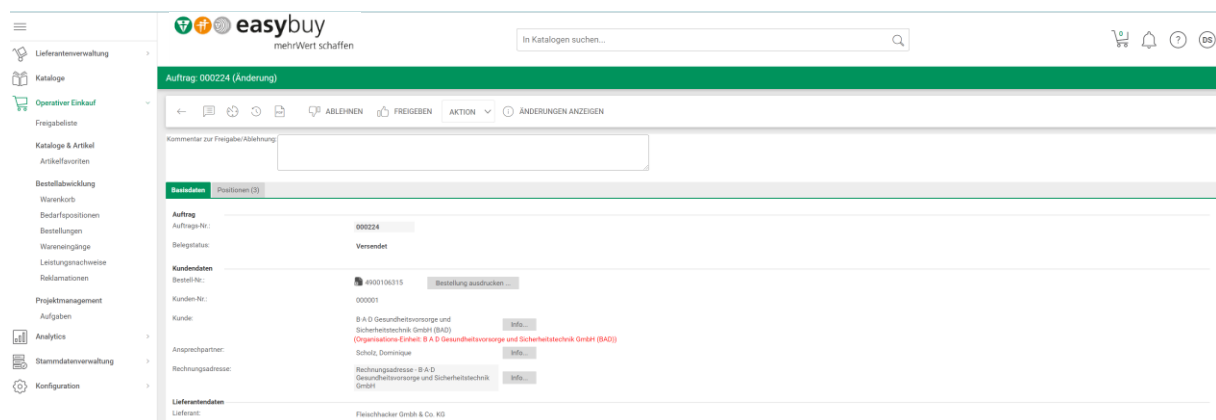 easybuy
mehrWert schaffen
In Katalogen suchen...
0
?
DS
Lieferantenverwaltung
Kataloge
Operativer Einkauf
Freigabeliste
Kataloge & Artikel
Artikelfavoriten
Bestellabwicklung
Warenkorb
Bedarfspositionen
Bestellungen
Wareneingänge
Leistungsnachweise
Reklamationen
Projektmanagement
Aufgaben
Analytics
Stammdatenverwaltung
Konfiguration
Auftrag: 000224 (Änderung)
ABLEHNEN FREIGEBEN AKTION ÄNDERUNGEN ANZEIGEN
Kommentar zur Freigabe/Ablehnung:
Basisdaten Positionen (3)
Auftrag
Auftrags-Nr.: 000224
Belegstatus: Versendet
Kundendaten
Bestell-Nr.: 4900106315 Bestellung ausdrucken ...
Kunden-Nr.: 000001
Kunde: B·A·D Gesundheitsvorsorge und
Sicherheitstechnik GmbH (BAD) Info...
(Organisations-Einheit: B A D Gesundheitsvorsorge und Sicherheitstechnik GmbH (BAD))
Ansprechpartner: Scholz, Dominique Info...
Rechnungsadresse: Rechnungsadresse - B·A·D
Gesundheitsvorsorge und Sicherheitstechnik Info...
GmbH
Lieferantendaten
Lieferant: Fleischhacker Gmbh & Co. KG